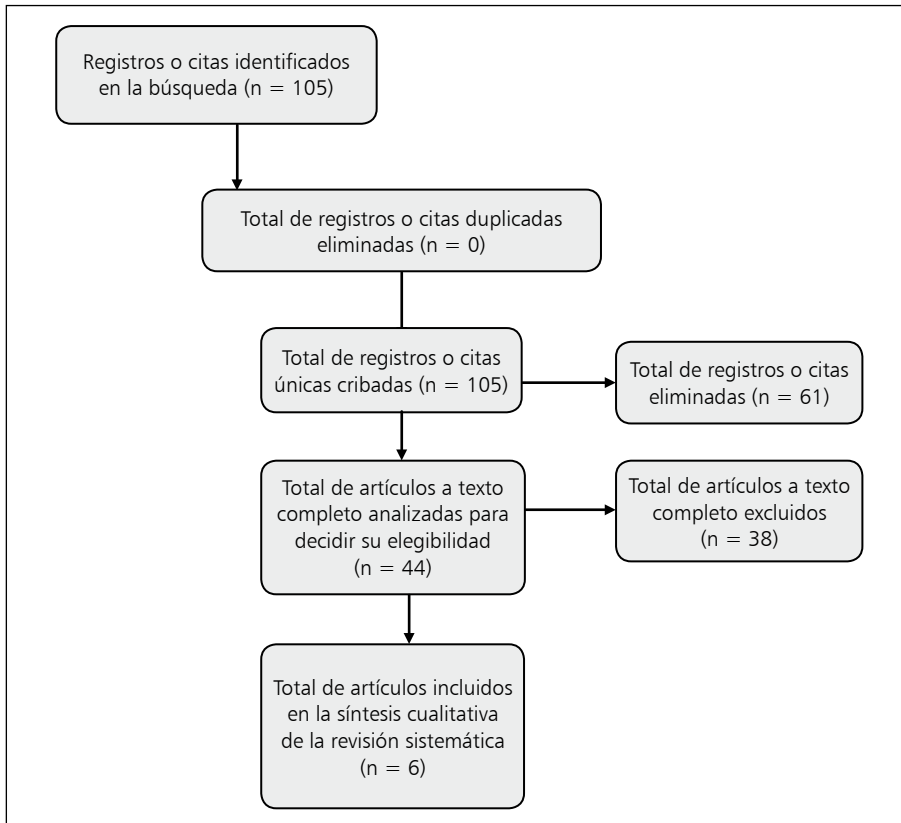 Registros o citas identificados
en la búsqueda (n = 105)
Total de registros o citas duplicadas
eliminadas (n = 0)
Total de registros o citas
únicas cribadas (n = 105)
Total de registros o citas
eliminadas (n = 61)
Total de artículos a texto
completo analizadas para
decidir su elegibilidad
(n = 44)
Total de artículos a texto
completo excluidos
(n = 38)
Total de artículos incluidos
en la síntesis cualitativa
de la revisión sistemática
(n = 6)